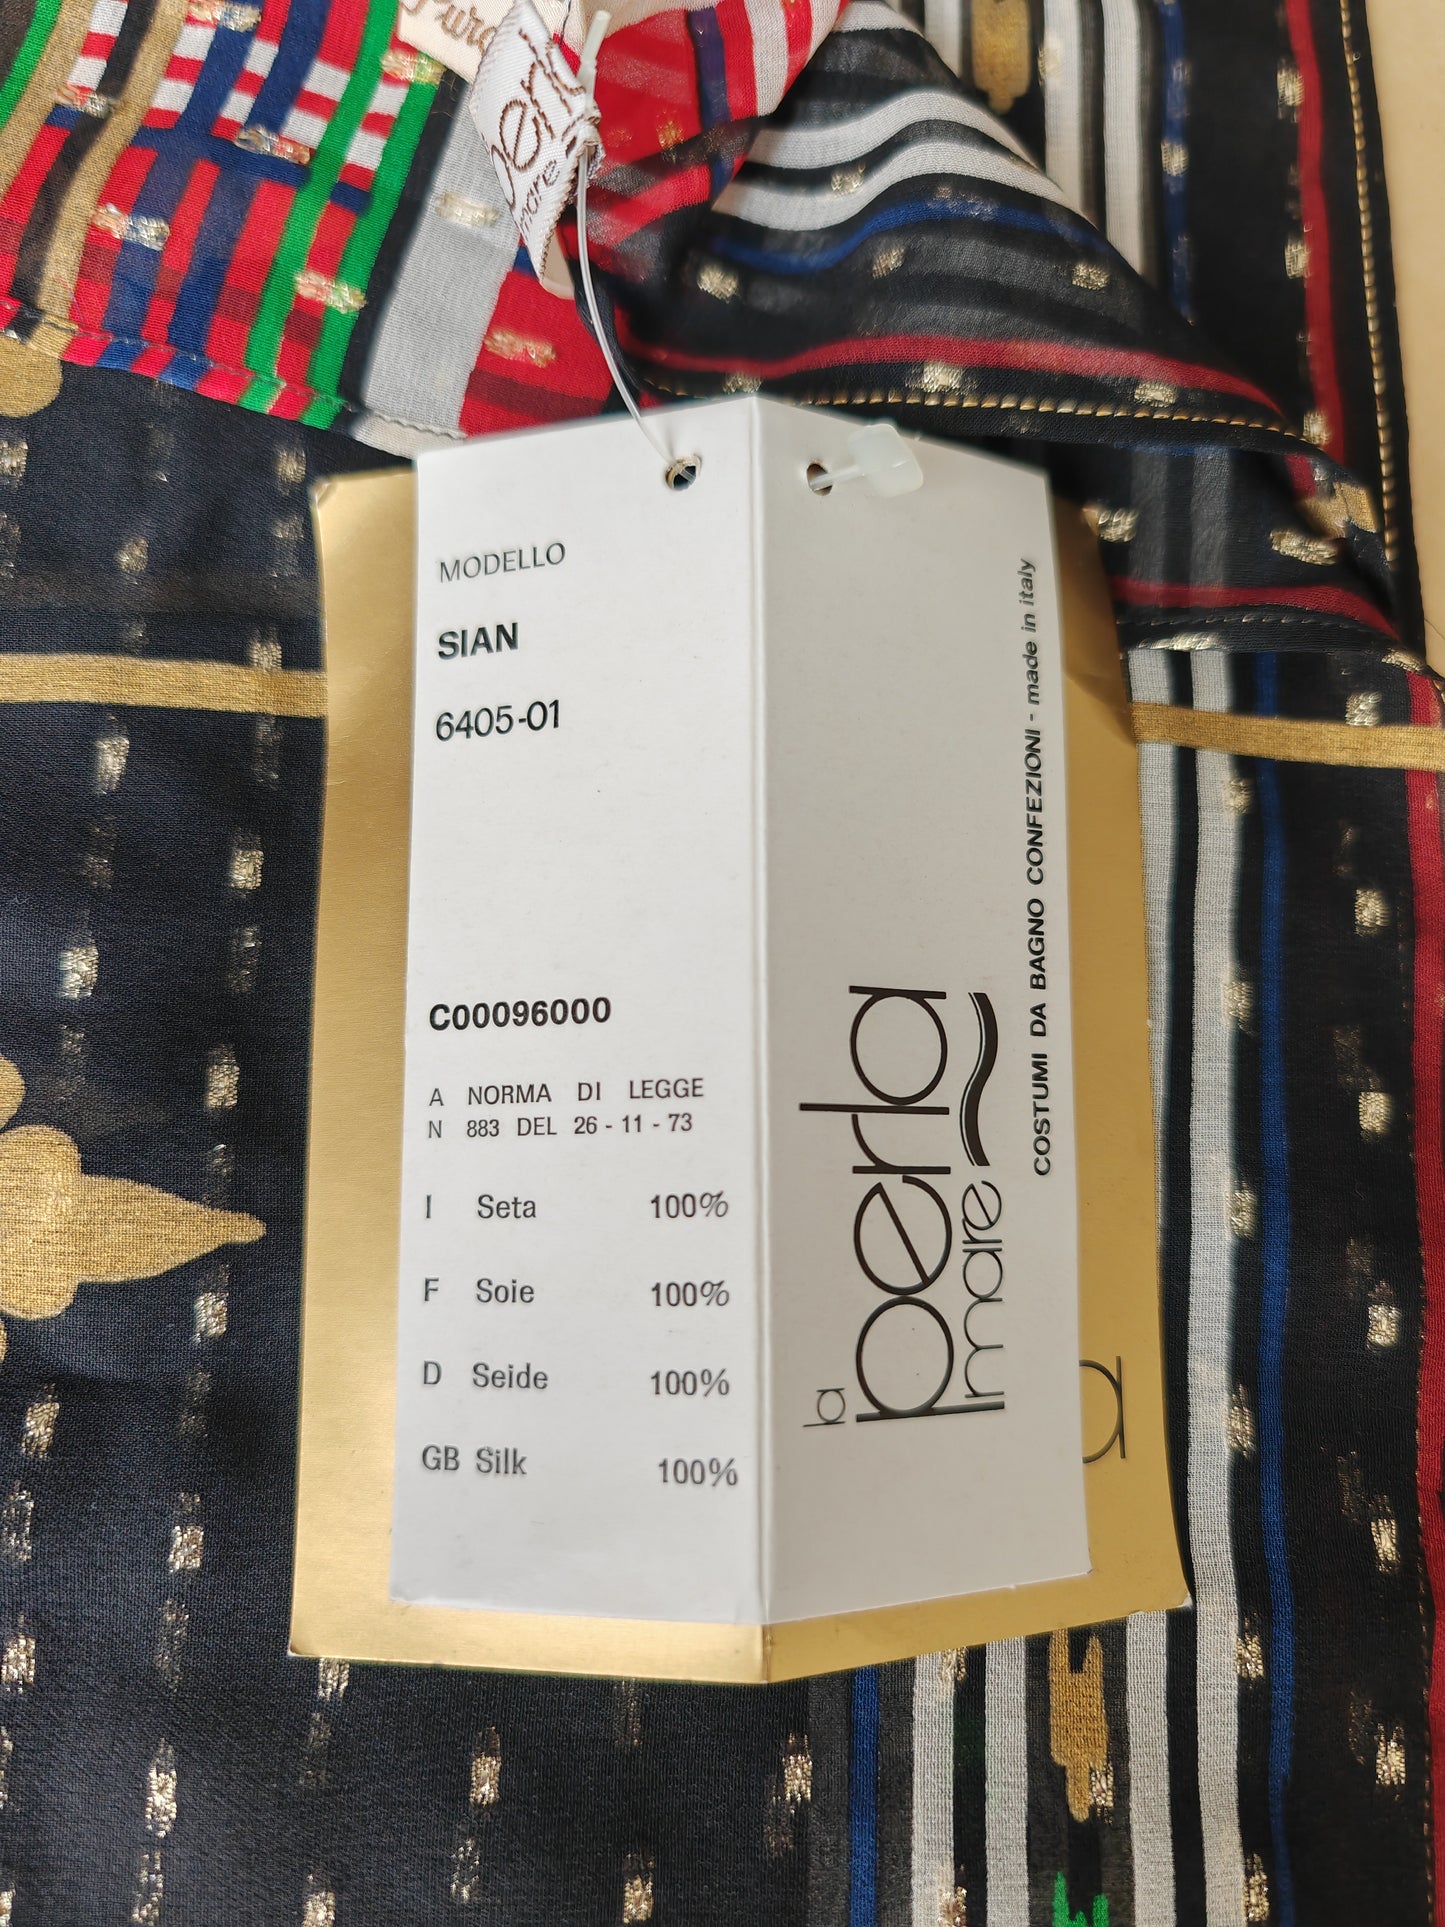 MODELLO
SIAN
6405-01
C00096000
A NORMA DI LEGGE
N 883 DEL 26 - 11 - 73
I Seta 100%
F Soie 100%
D Seide 100%
GB Silk 100%
la perla
mare
COSTUMI DA BAGNO CONFEZIONI - made in italy
mare